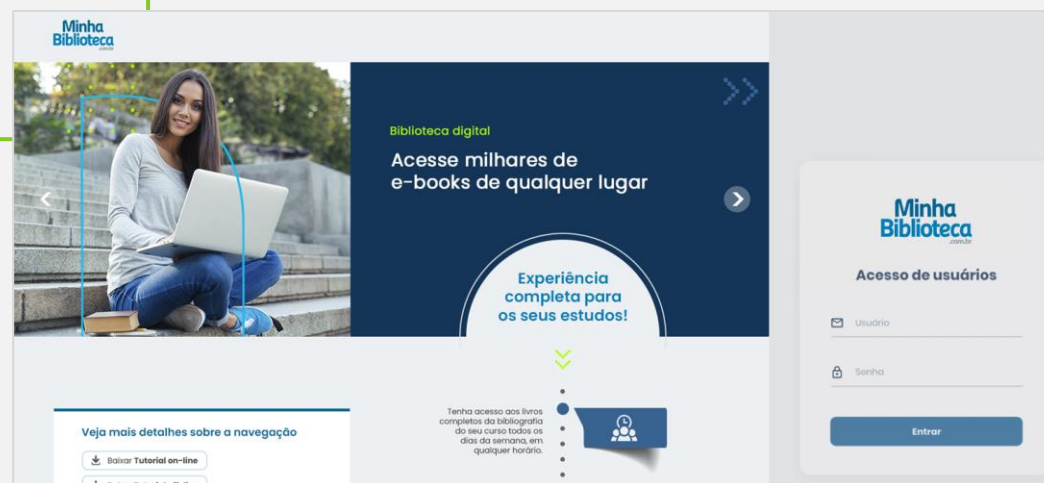 Minha
Biblioteca
.com.br
Biblioteca digital
Acesse milhares de
e-books de qualquer lugar
Experiência
completa para
os seus estudos!
Tenha acesso aos livros
completos da bibliografia
do seu curso todos os
dias da semana, em
qualquer horário.
Veja mais detalhes sobre a navegação
Baixar Tutorial on-line
Minha
Biblioteca
.com.br
Acesso de usuários
Usuário
Senha
Entrar